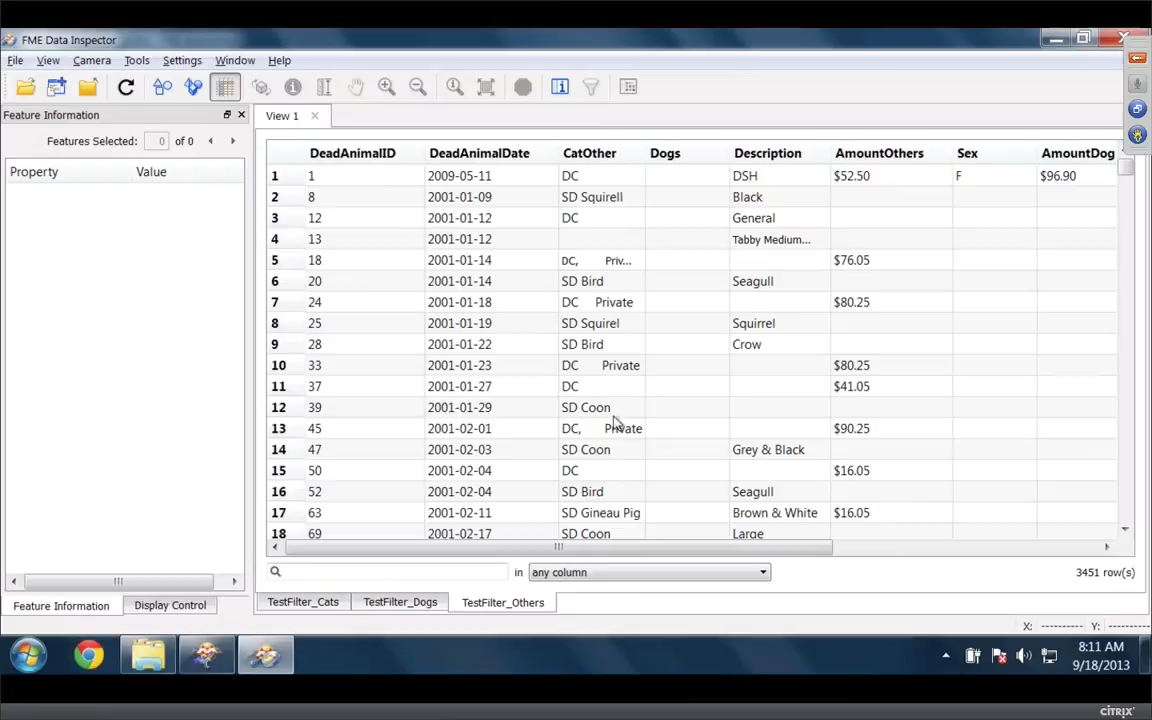 FME Data Inspector
File View Camera Tools Settings Window Help
Feature Information
View 1
Features Selected: 0 of 0
Property Value
DeadAnimalID DeadAnimalDate CatOther Dogs Description AmountOthers Sex AmountDog
1 1 2009-05-11 DC DSH $52.50 F $96.90
2 8 2001-01-09 SD Squirell Black
3 12 2001-01-12 DC General
4 13 2001-01-12 Tabby Medium...
5 18 2001-01-14 DC, Priv... $76.05
6 20 2001-01-14 SD Bird Seagull
7 24 2001-01-18 DC Private $80.25
8 25 2001-01-19 SD Squirel Squirrel
9 28 2001-01-22 SD Bird Crow
10 33 2001-01-23 DC Private $80.25
11 37 2001-01-27 DC $41.05
12 39 2001-01-29 SD Coon
13 45 2001-02-01 DC, Private $90.25
14 47 2001-02-03 SD Coon Grey & Black
15 50 2001-02-04 DC $16.05
16 52 2001-02-04 SD Bird Seagull
17 63 2001-02-11 SD Gineau Pig Brown & White $16.05
18 69 2001-02-17 SD Coon Large
in any column 3451 row(s)
Feature Information Display Control
TestFilter_Cats TestFilter_Dogs TestFilter_Others
X: ---------- Y: ----------
8:11 AM
9/18/2013
CITRIX